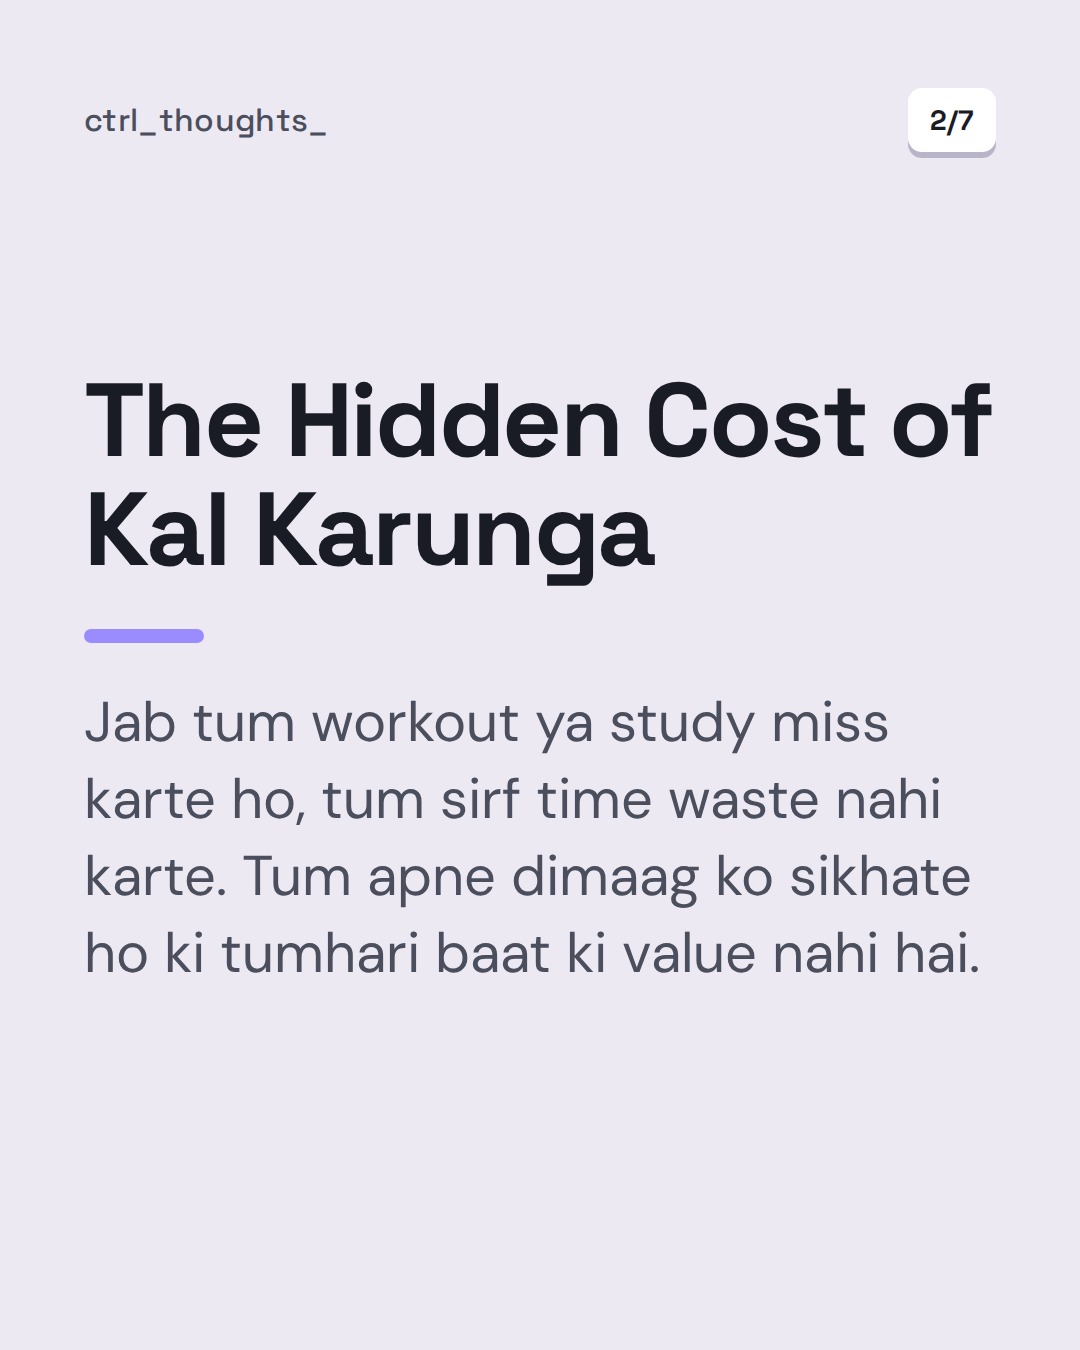 ctrl_thoughts_
2/7
The Hidden Cost of
Kal Karunga
Jab tum workout ya study miss
karte ho, tum sirf time waste nahi
karte. Tum apne dimaag ko sikhate
ho ki tumhari baat ki value nahi hai.